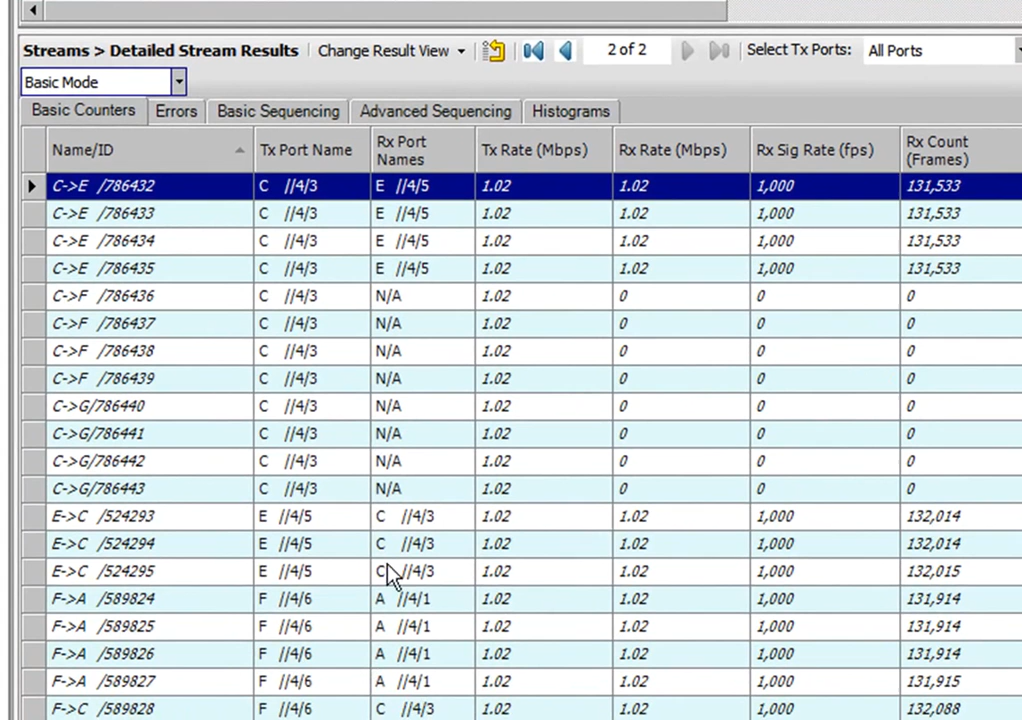 Streams > Detailed Stream Results Change Result View 2 of 2 Select Tx Ports: All Ports
Basic Mode
Basic Counters Errors Basic Sequencing Advanced Sequencing Histograms
Name/ID Tx Port Name Rx Port Names Tx Rate (Mbps) Rx Rate (Mbps) Rx Sig Rate (fps) Rx Count (Frames)
C->E /786432 C //4/3 E //4/5 1.02 1.02 1,000 131,533
C->E /786433 C //4/3 E //4/5 1.02 1.02 1,000 131,533
C->E /786434 C //4/3 E //4/5 1.02 1.02 1,000 131,533
C->E /786435 C //4/3 E //4/5 1.02 1.02 1,000 131,533
C->F /786436 C //4/3 N/A 1.02 0 0 0
C->F /786437 C //4/3 N/A 1.02 0 0 0
C->F /786438 C //4/3 N/A 1.02 0 0 0
C->F /786439 C //4/3 N/A 1.02 0 0 0
C->G/786440 C //4/3 N/A 1.02 0 0 0
C->G/786441 C //4/3 N/A 1.02 0 0 0
C->G/786442 C //4/3 N/A 1.02 0 0 0
C->G/786443 C //4/3 N/A 1.02 0 0 0
E->C /524293 E //4/5 C //4/3 1.02 1.02 1,000 132,014
E->C /524294 E //4/5 C //4/3 1.02 1.02 1,000 132,014
E->C /524295 E //4/5 C //4/3 1.02 1.02 1,000 132,015
F->A /589824 F //4/6 A //4/1 1.02 1.02 1,000 131,914
F->A /589825 F //4/6 A //4/1 1.02 1.02 1,000 131,914
F->A /589826 F //4/6 A //4/1 1.02 1.02 1,000 131,914
F->A /589827 F //4/6 A //4/1 1.02 1.02 1,000 131,915
F->C /589828 F //4/6 C //4/3 1.02 1.02 1,000 132,088